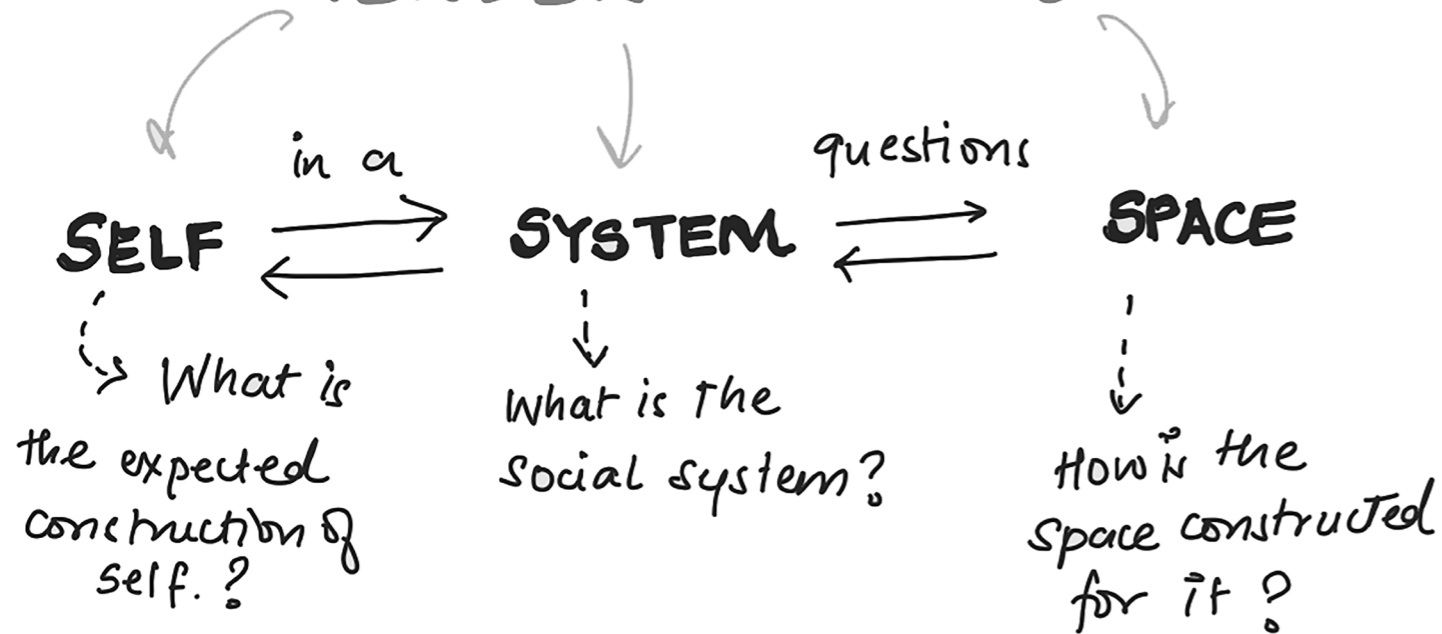 in a
questions
SELF
SYSTEM
SPACE
What is
the expected
construction of
self.?
What is the
social system?
How is the
space constructed
for it ?